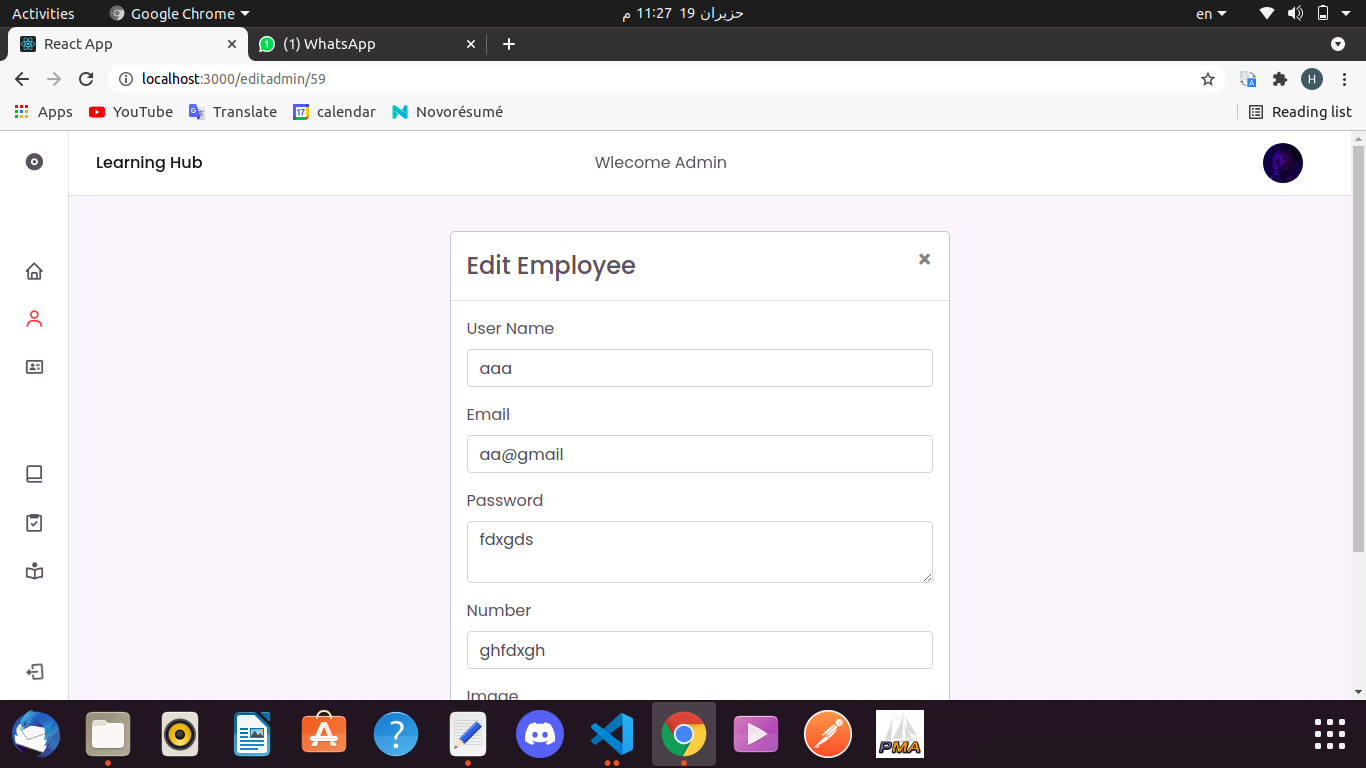 Activities
Google Chrome
حزيران 19 11:27 م
en
React App
(1) WhatsApp
localhost:3000/editadmin/59
H
Apps
YouTube
Translate
17
calendar
Novorésumé
Reading list
Learning Hub
Wlecome Admin
Edit Employee
×
User Name
aaa
Email
aa@gmail
Password
fdxgds
Number
ghfdxgh
Image
PMA